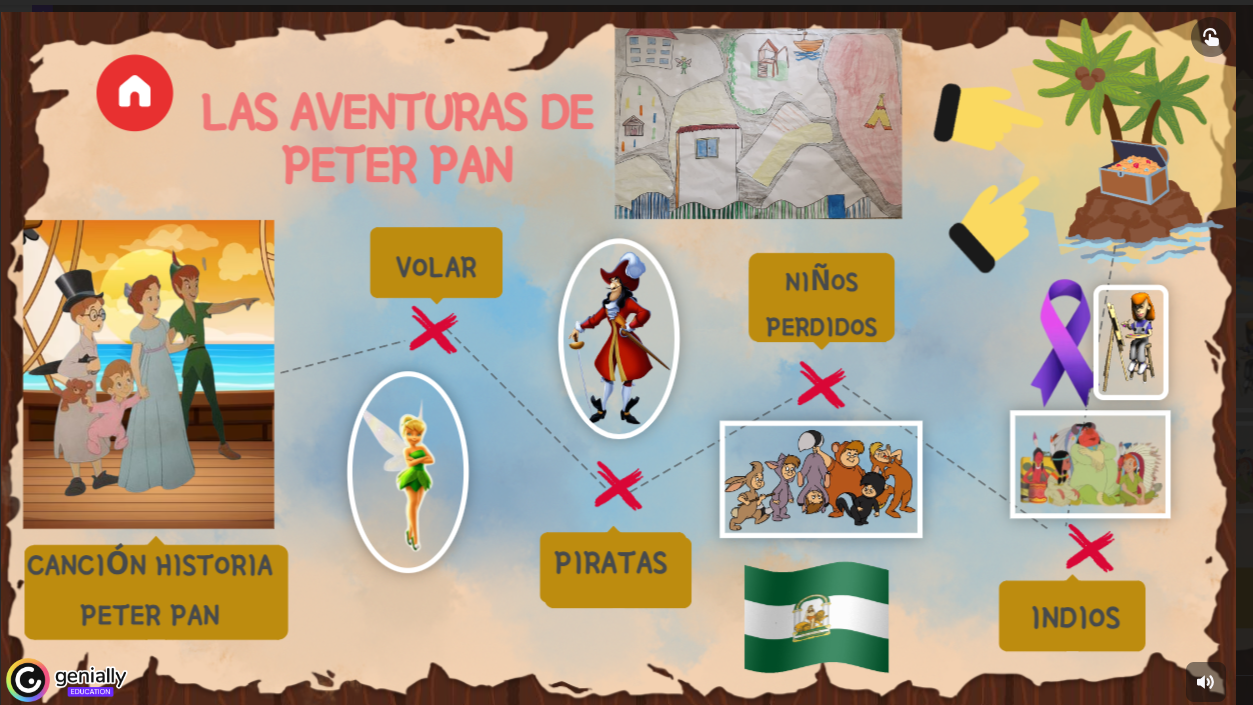 LAS AVENTURAS DE
PETER PAN
VOLAR
NIÑOS
PERDIDOS
PIRATAS
CANCIÓN HISTORIA
PETER PAN
INDIOS
genially
EDUCATION